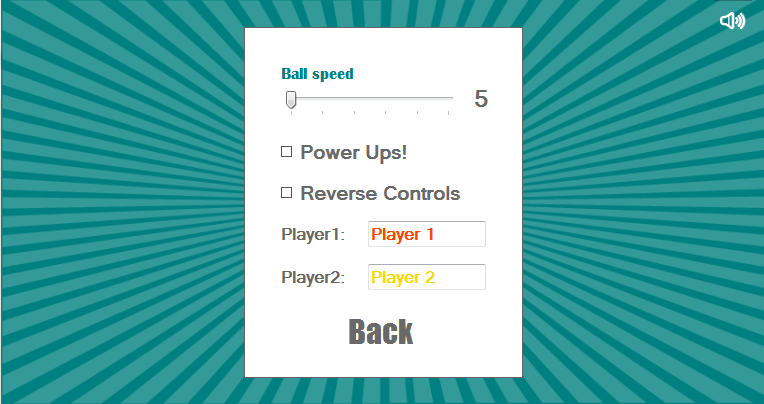 Ball speed
5
Power Ups!
Reverse Controls
Player1: Player 1
Player2: Player 2
Back